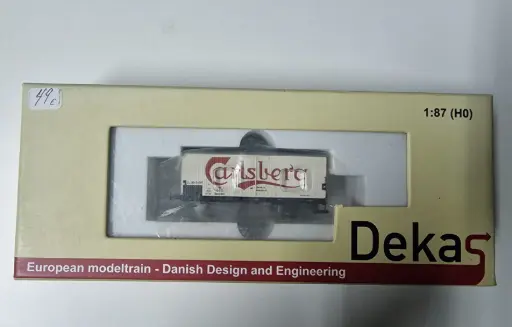 49 E
1:87 (H0)
Carlsberg
Dekas
European modeltrain - Danish Design and Engineering